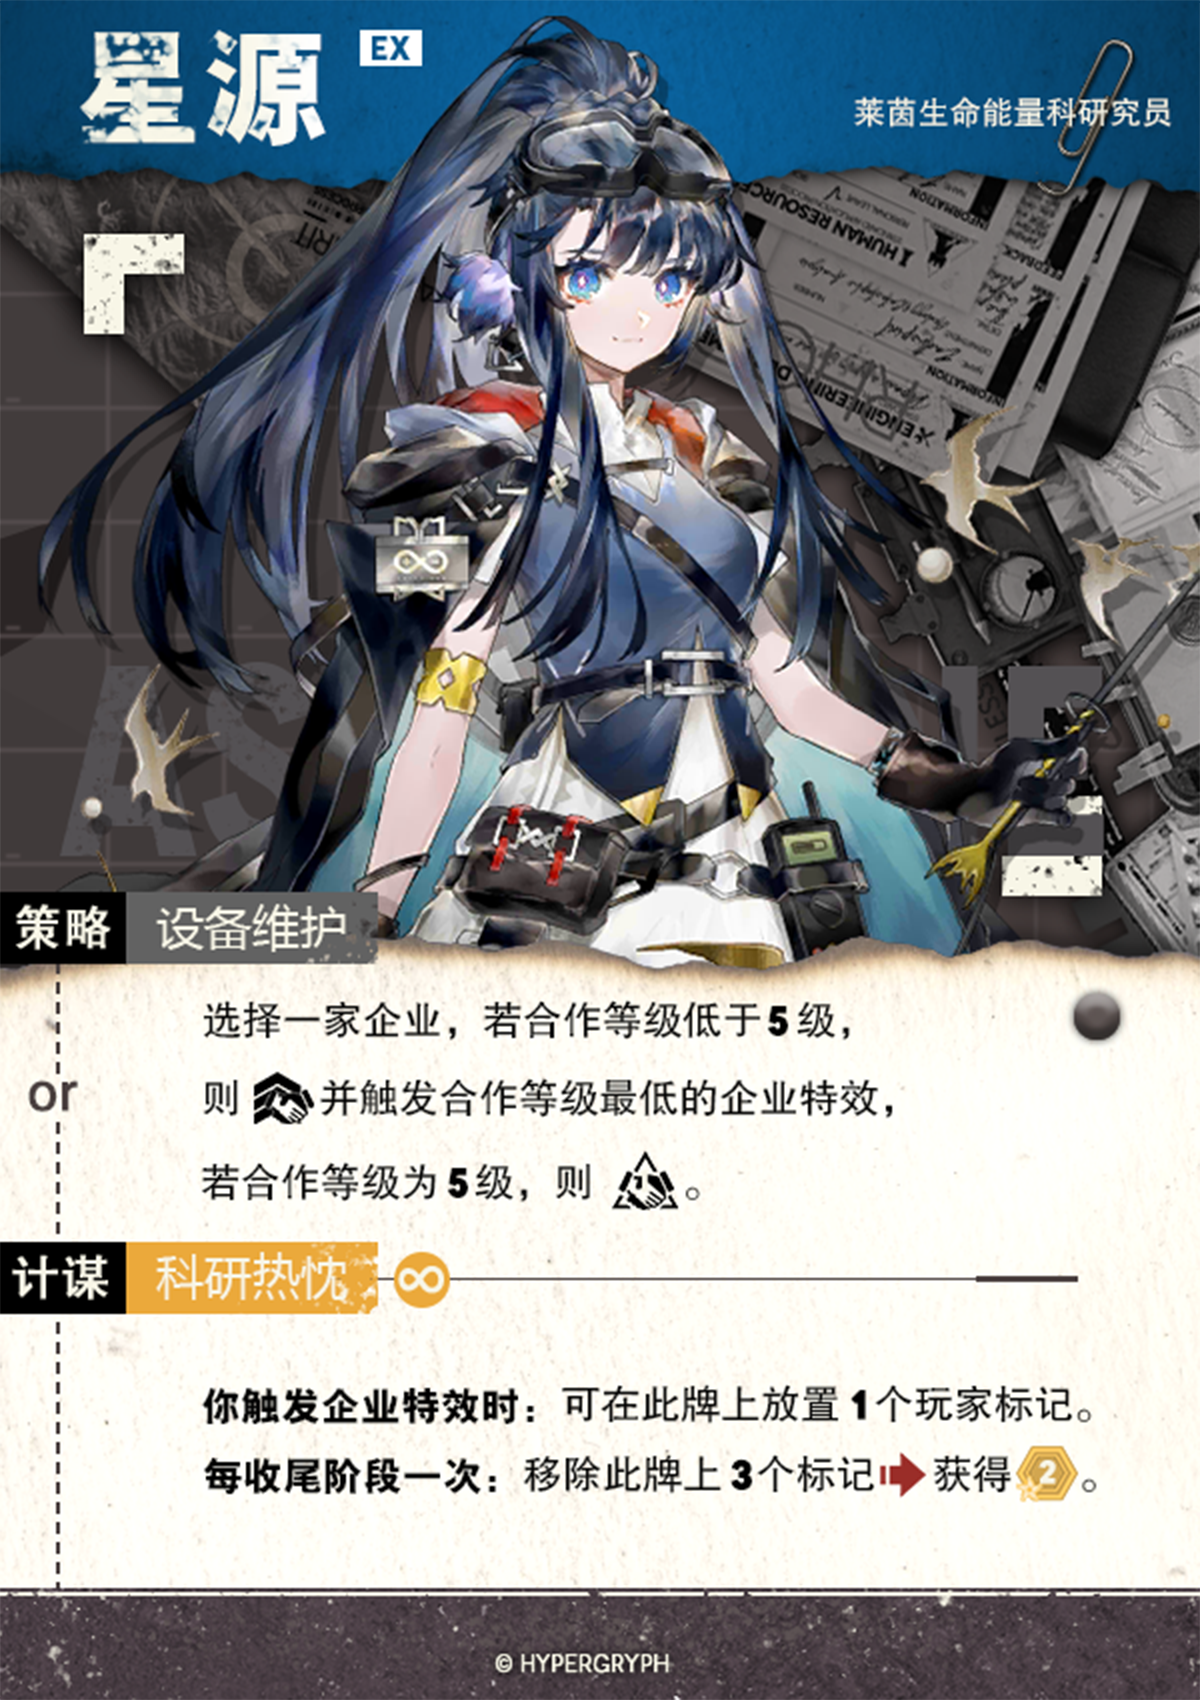 星源 EX
莱茵生命能量科研究员
HUMAN RESOURCE
INFORMATION
FEEDBACK
INFORMATION
策略 设备维护
选择一家企业，若合作等级低于5级，
or
则 并触发合作等级最低的企业特效，
若合作等级为5级，则 。
计谋 科研热忱 ∞
你触发企业特效时：可在此牌上放置1个玩家标记。
每收尾阶段一次：移除此牌上3个标记➡获得2。
© HYPERGRYPH